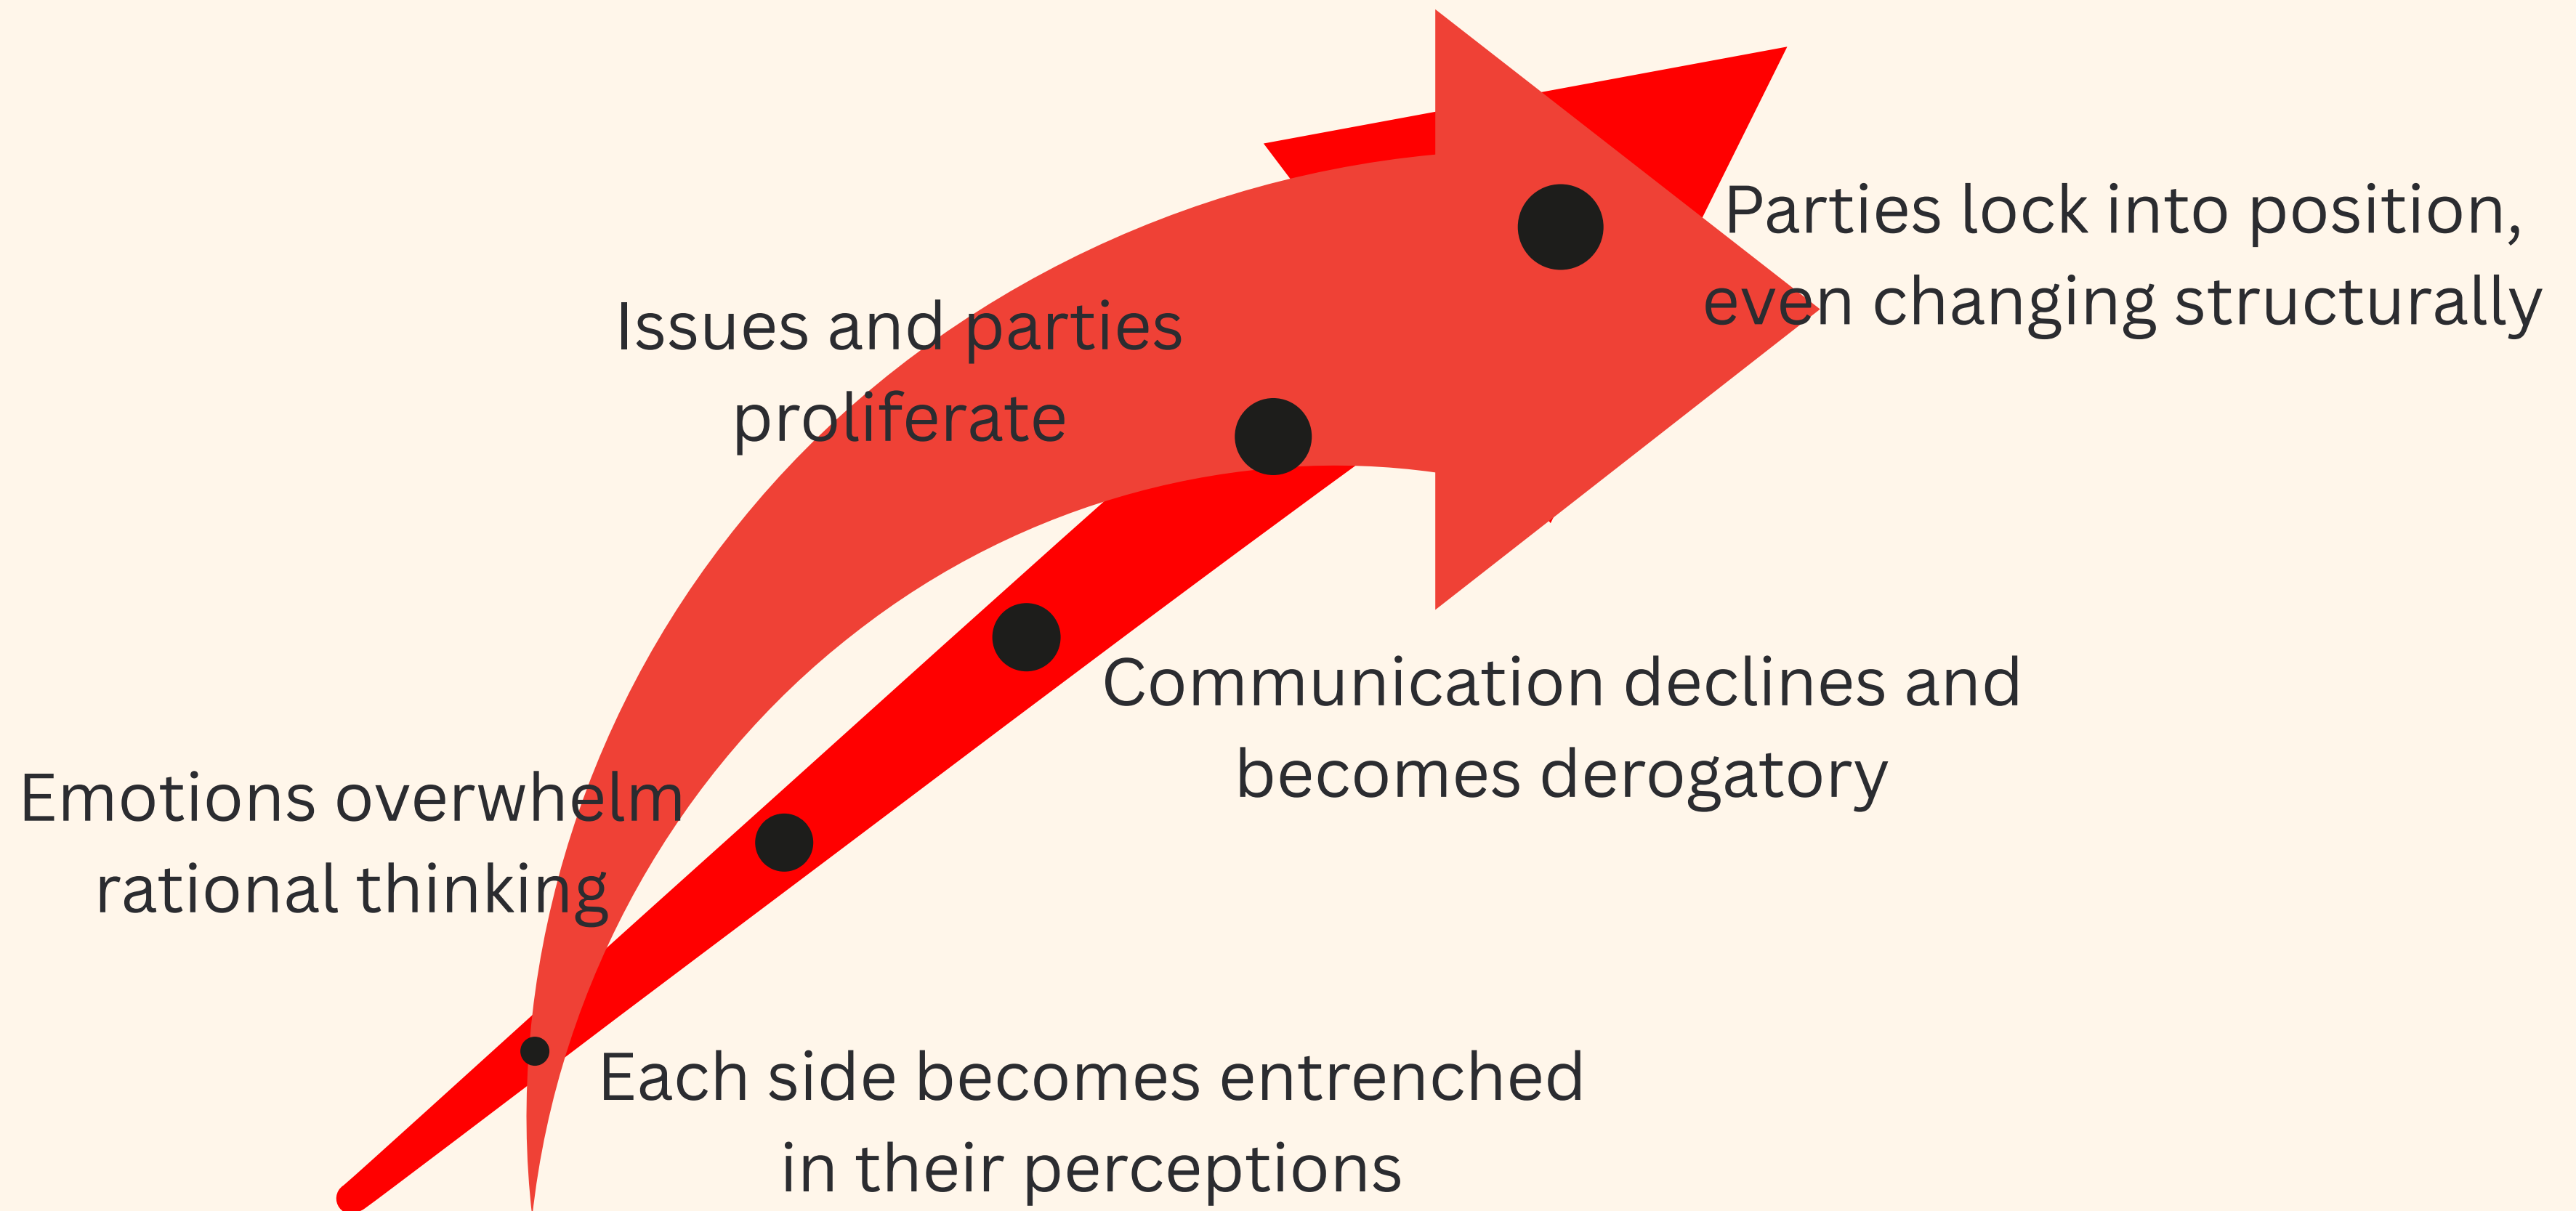 Parties lock into position,
even changing structurally
Issues and parties
proliferate
Communication declines and
becomes derogatory
Emotions overwhelm
rational thinking
Each side becomes entrenched
in their perceptions